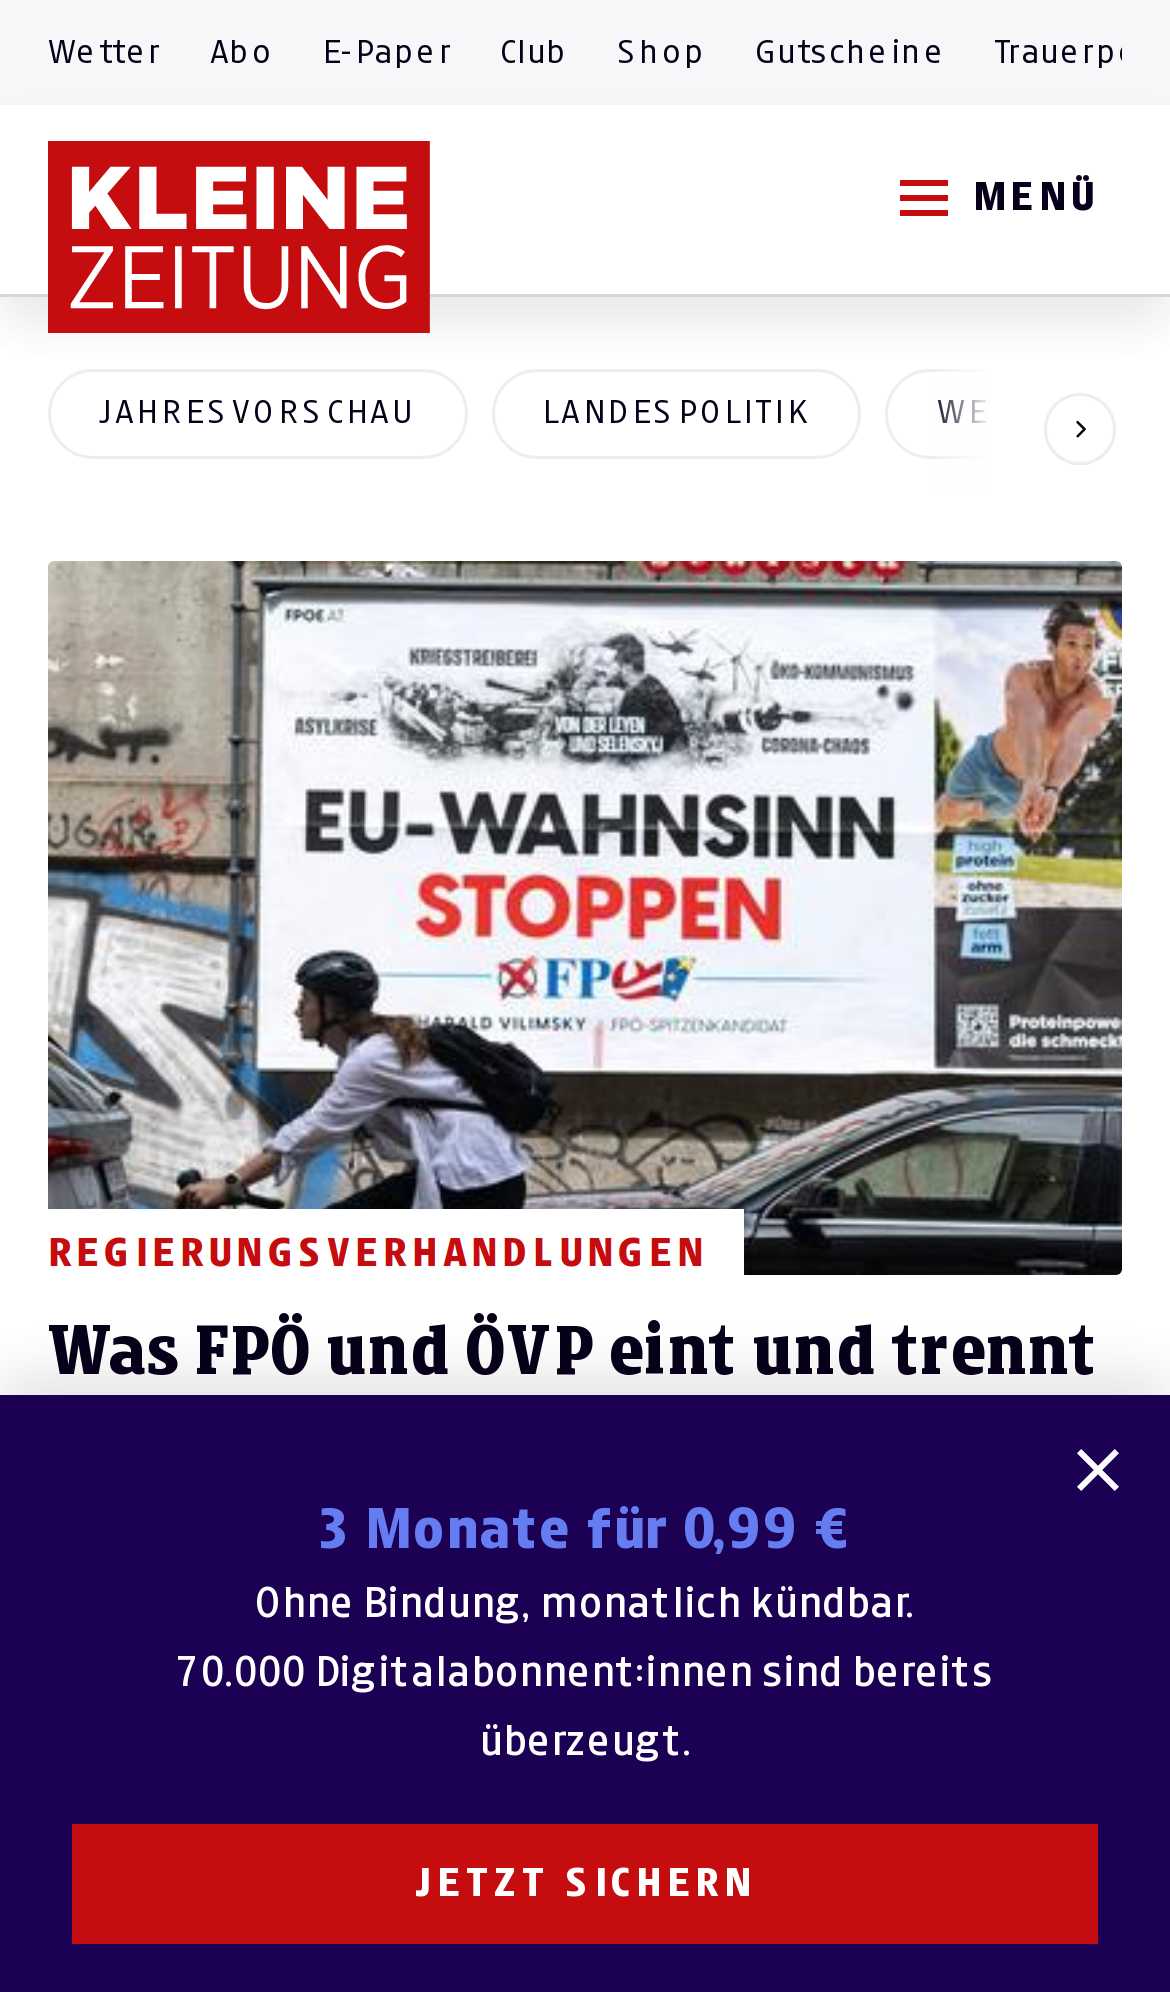 Wetter Abo E-Paper Club Shop Gutscheine
KLEINE
ZEITUNG
MENÜ
JAHRESVORSCHAU LANDESPOLITIK WE
FPOE.AT
KRIEGSTREIBEREI
ÖKO-KOMMUNISMUS
ASYLKRISE
VON DER LEYEN
UND SELENSKYJ
CORONA-CHAOS
EU-WAHNSINN
STOPPEN
FPÖ
HARALD VILIMSKY FPÖ-SPITZENKANDIDAT
high
protein
ohne
zucker
fett
arm
Proteinpower
die schmeckt
REGIERUNGSVERHANDLUNGEN
Was FPÖ und ÖVP eint und trennt
3 Monate für 0,99 €
Ohne Bindung, monatlich kündbar.
70.000 Digitalabonnent:innen sind bereits
überzeugt.
JETZT SICHERN